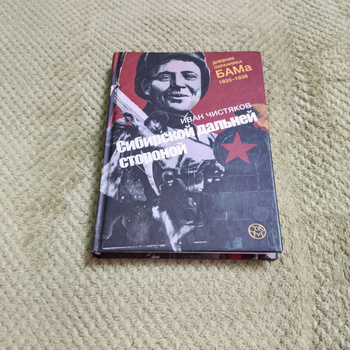 ДНЕВНИК
ОХРАННИКА
БАМа
1935–1936
ИВАН ЧИСТЯКОВ
Сибирской дальней
стороной